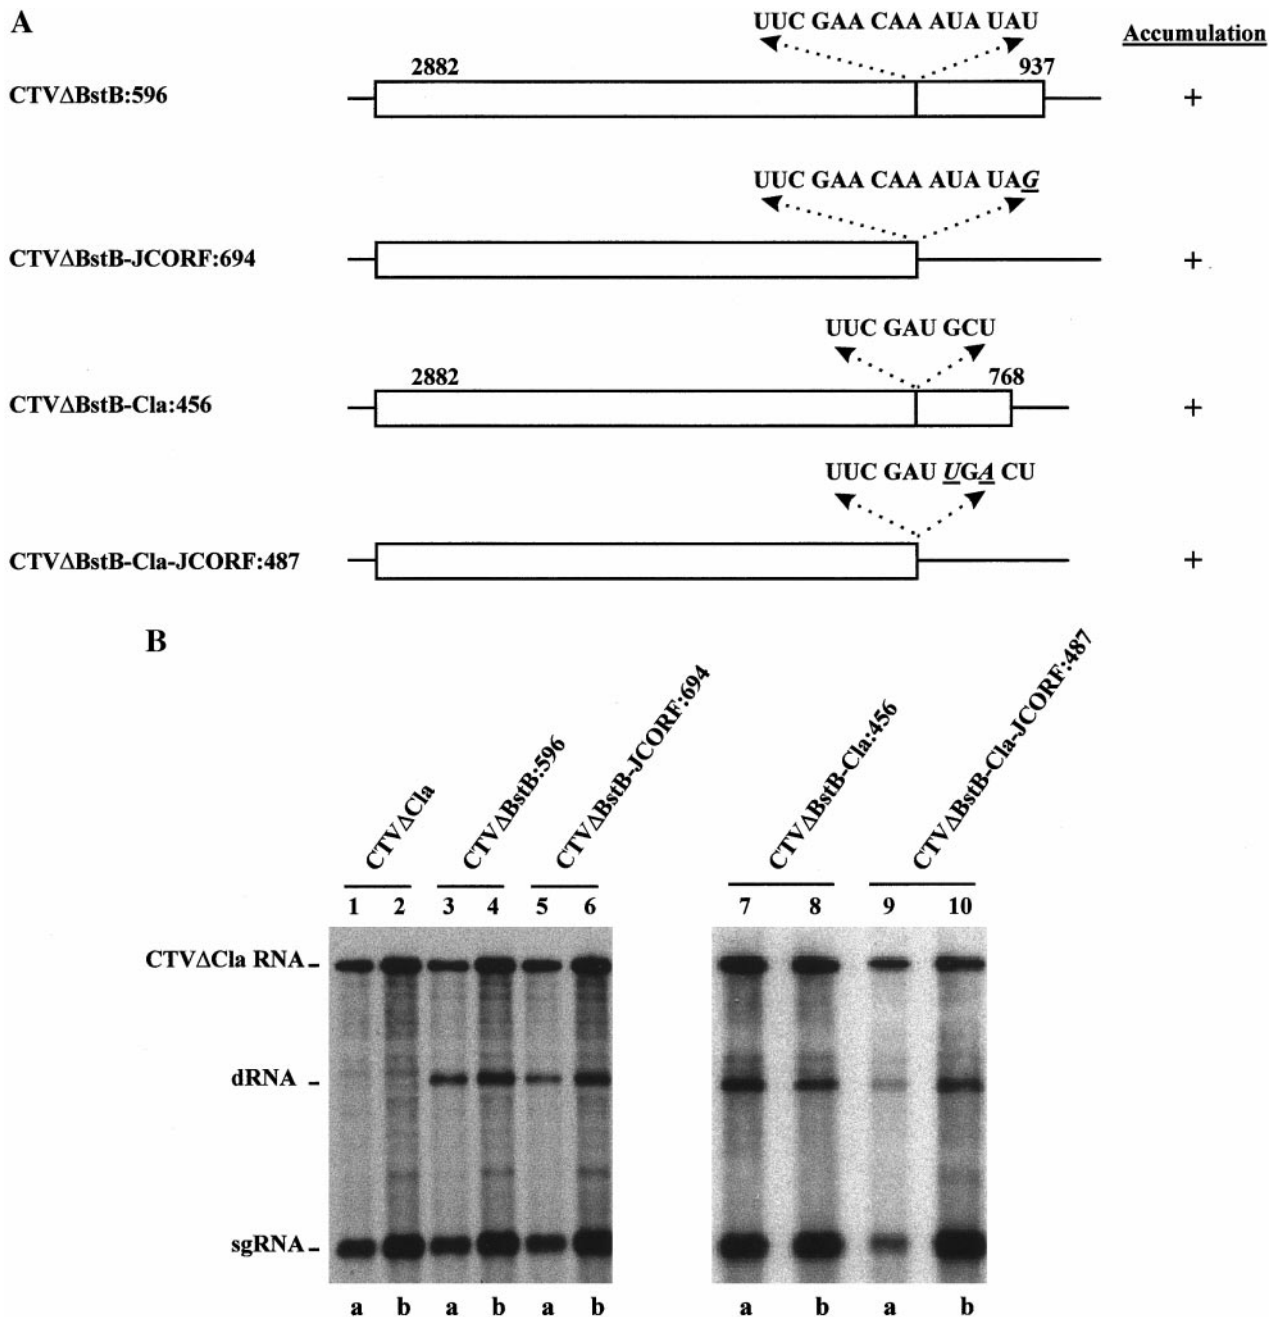 A
UUC GAA CAA AUA UAU
Accumulation
2882
937
CTVΔBstB:596
+
UUC GAA CAA AUA UAG
CTVΔBstB-JCORF:694
+
UUC GAU GCU
2882
768
CTVΔBstB-Cla:456
+
UUC GAU UGA CU
CTVΔBstB-Cla-JCORF:487
+
B
CTVΔCla
CTVΔBstB:596
CTVΔBstB-JCORF:694
CTVΔBstB-Cla:456
CTVΔBstB-Cla-JCORF:487
1 2 3 4 5 6 7 8 9 10
CTVΔCla RNA
dRNA
sgRNA
a b a b a b a b a b